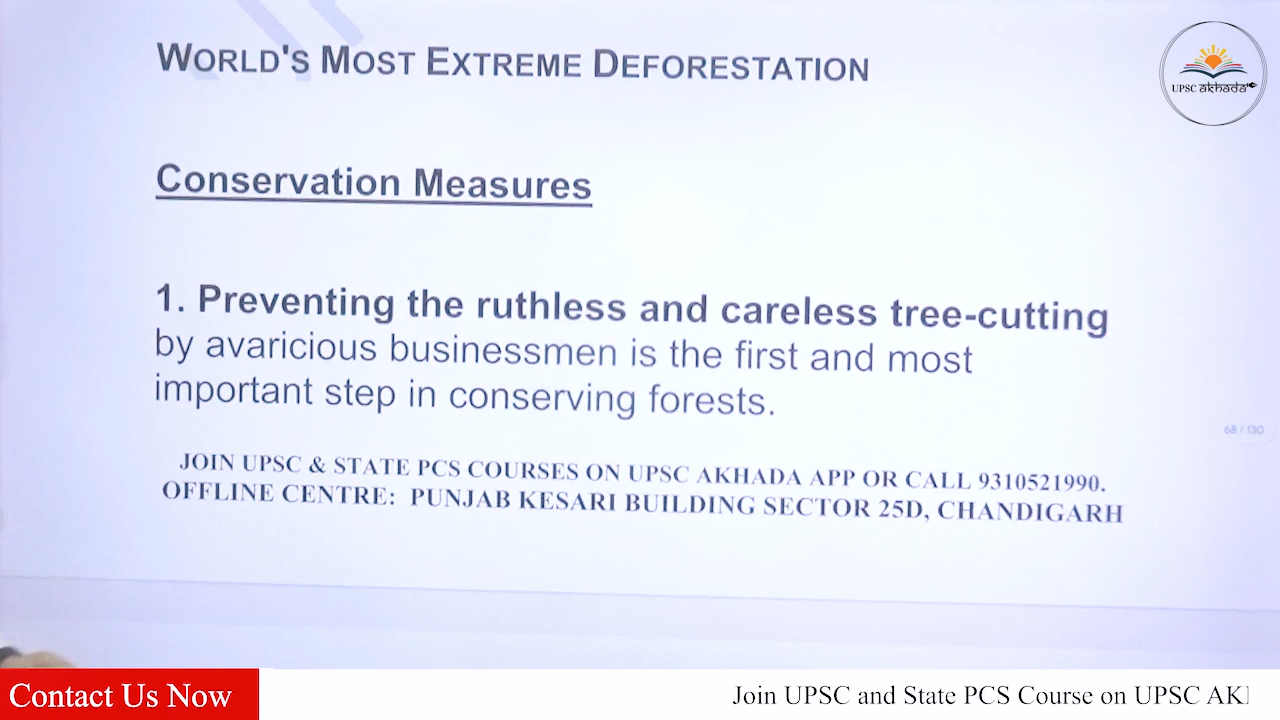 WORLD'S MOST EXTREME DEFORESTATION
UPSC akhada
Conservation Measures
1. Preventing the ruthless and careless tree-cutting
by avaricious businessmen is the first and most
important step in conserving forests.
68 / 130
JOIN UPSC & STATE PCS COURSES ON UPSC AKHADA APP OR CALL 9310521990.
OFFLINE CENTRE: PUNJAB KESARI BUILDING SECTOR 25D, CHANDIGARH
Contact Us Now
Join UPSC and State PCS Course on UPSC AK